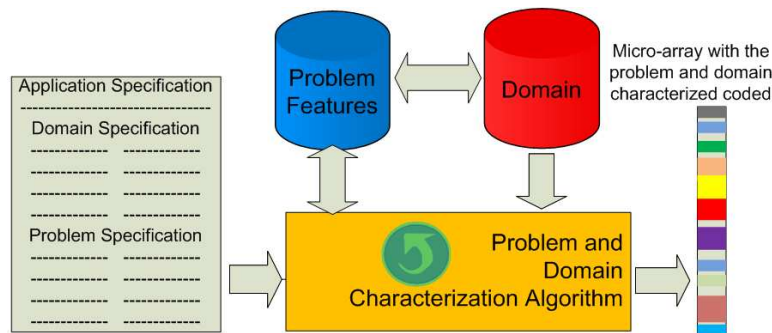 Application Specification
Domain Specification
Problem Specification
Problem
Features
Domain
Micro-array with the
problem and domain
characterized coded
Problem and
Domain
Characterization Algorithm